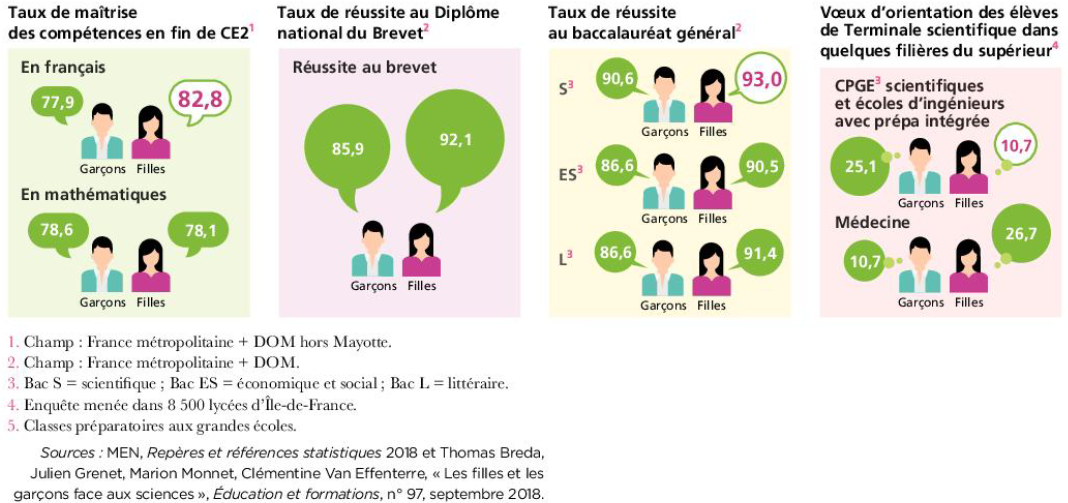 Taux de maîtrise
des compétences en fin de CE2¹
En français
77,9
82,8
Garçons Filles
En mathématiques
78,6
78,1
Garçons Filles
Taux de réussite au Diplôme
national du Brevet²
Réussite au brevet
85,9
92,1
Garçons Filles
Taux de réussite
au baccalauréat général²
S³
90,6
93,0
Garçons Filles
ES³
86,6
90,5
Garçons Filles
L³
86,6
91,4
Garçons Filles
Vœux d'orientation des élèves
de Terminale scientifique dans
quelques filières du supérieur⁴
CPGE³ scientifiques
et écoles d'ingénieurs
avec prépa intégrée
25,1
10,7
Garçons Filles
Médecine
10,7
26,7
Garçons Filles
1. Champ : France métropolitaine + DOM hors Mayotte.
2. Champ : France métropolitaine + DOM.
3. Bac S = scientifique ; Bac ES = économique et social ; Bac L = littéraire.
4. Enquête menée dans 8 500 lycées d'Île-de-France.
5. Classes préparatoires aux grandes écoles.
Sources : MEN, Repères et références statistiques 2018 et Thomas Breda,
Julien Grenet, Marion Monnet, Clémentine Van Effenterre, « Les filles et les
garçons face aux sciences », Éducation et formations, n° 97, septembre 2018.